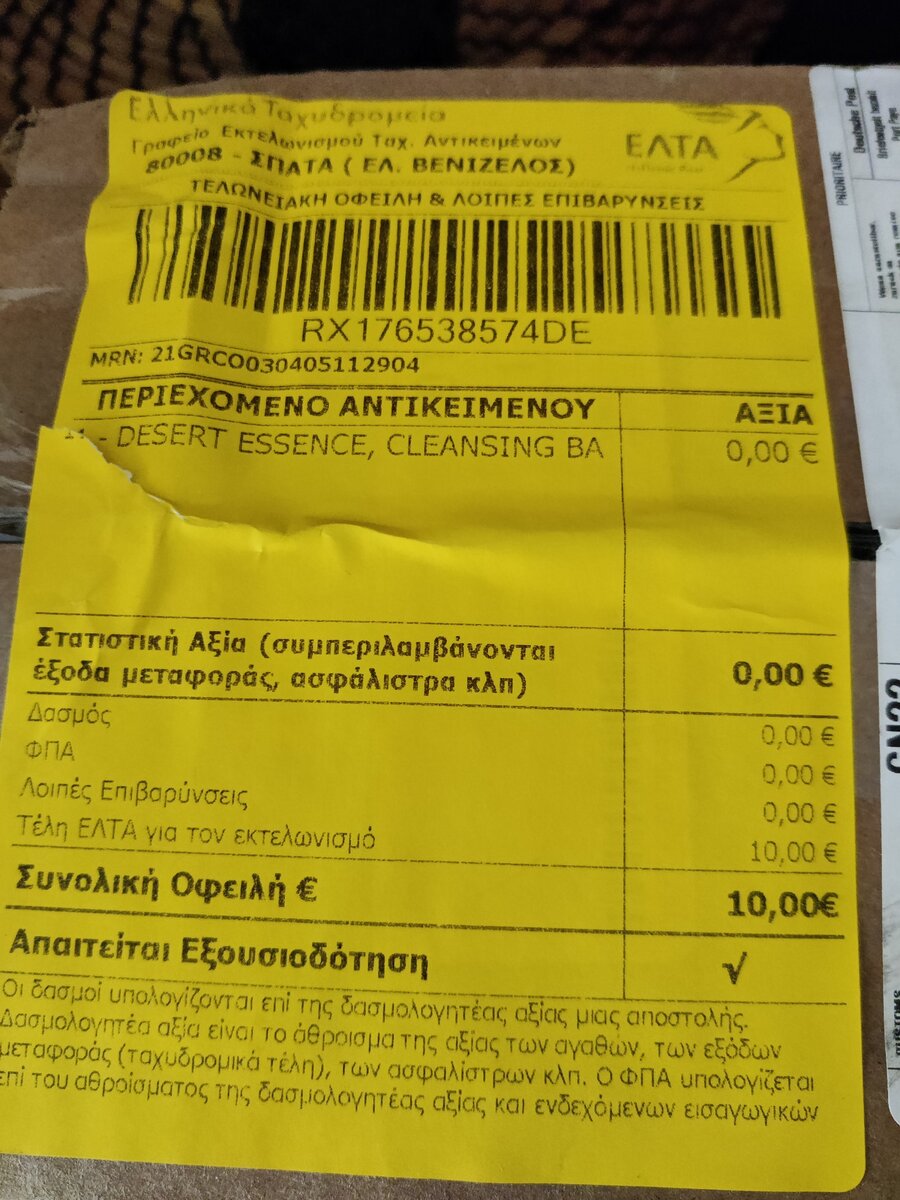 Ελληνικά Ταχυδρομεία
Γραφείο Εκτελωνισμού Ταχ. Αντικειμένων
80008 - ΣΠΑΤΑ ( ΕΛ. ΒΕΝΙΖΕΛΟΣ)
ΕΛΤΑ
ΤΕΛΩΝΕΙΑΚΗ ΟΦΕΙΛΗ & ΛΟΙΠΕΣ ΕΠΙΒΑΡΥΝΣΕΙΣ
RX176538574DE
MRN: 21GRCO030405112904
ΠΕΡΙΕΧΟΜΕΝΟ ΑΝΤΙΚΕΙΜΕΝΟΥ ΑΞΙΑ
- DESERT ESSENCE, CLEANSING BA 0,00 €
Στατιστική Αξία (συμπεριλαμβάνονται
έξοδα μεταφοράς, ασφάλιστρα κλπ) 0,00 €
Δασμός 0,00 €
ΦΠΑ 0,00 €
Λοιπές Επιβαρύνσεις 0,00 €
Τέλη ΕΛΤΑ για τον εκτελωνισμό 10,00 €
Συνολική Οφειλή € 10,00€
Απαιτείται Εξουσιοδότηση √
Οι δασμοί υπολογίζονται επί της δασμολογητέας αξίας μιας αποστολής.
Δασμολογητέα αξία είναι το άθροισμα της αξίας των αγαθών, των εξόδων
μεταφοράς (ταχυδρομικά τέλη), των ασφαλίστρων κλπ. Ο ΦΠΑ υπολογίζεται
επί του αθροίσματος της δασμολογητέας αξίας και ενδεχόμενων εισαγωγικών
PRIORITAIRE
Deutsche Post
CN22